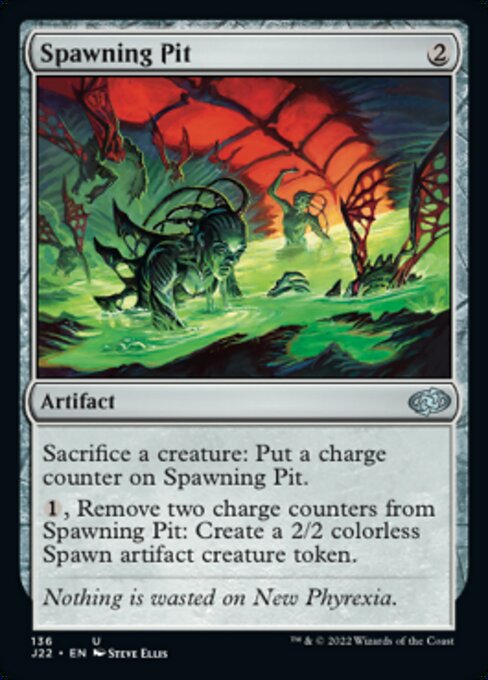 Spawning Pit 2
Artifact
Sacrifice a creature: Put a charge
counter on Spawning Pit.
1, Remove two charge counters from
Spawning Pit: Create a 2/2 colorless
Spawn artifact creature token.
Nothing is wasted on New Phyrexia.
136 U
J22 • EN Steve Ellis
™ & © 2022 Wizards of the Coast